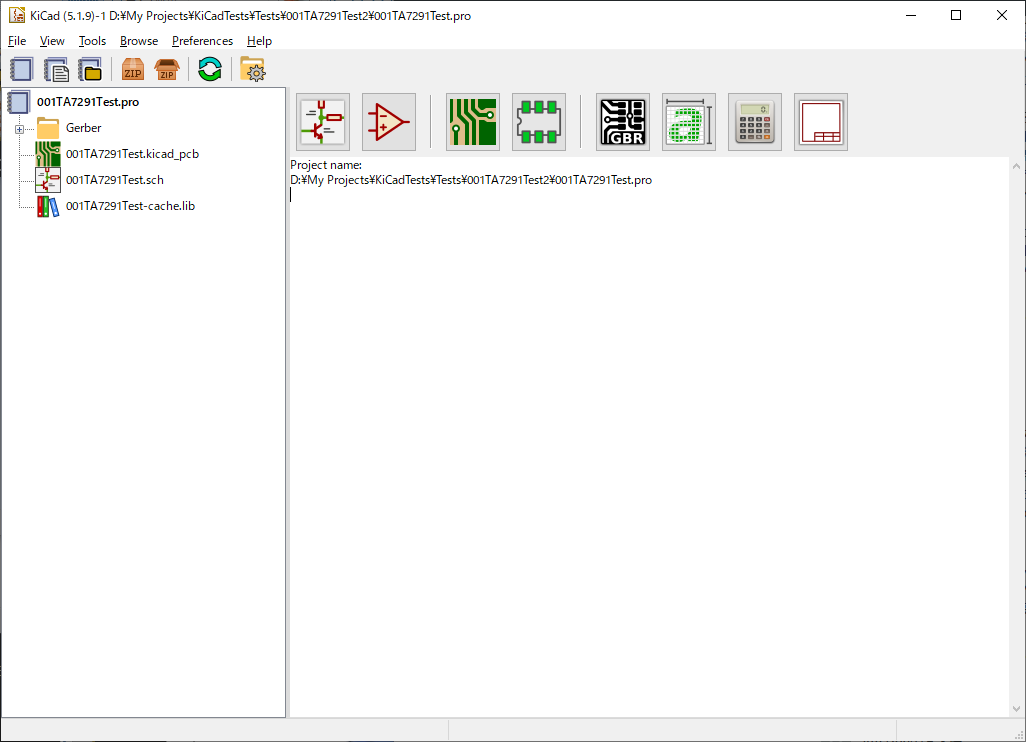 KiCad (5.1.9)-1 D:¥My Projects¥KiCadTests¥Tests¥001TA7291Test2¥001TA7291Test.pro
File View Tools Browse Preferences Help
ZIP ZIP
001TA7291Test.pro
Gerber
001TA7291Test.kicad_pcb
001TA7291Test.sch
001TA7291Test-cache.lib
GBR a 0.
Project name:
D:¥My Projects¥KiCadTests¥Tests¥001TA7291Test2¥001TA7291Test.pro